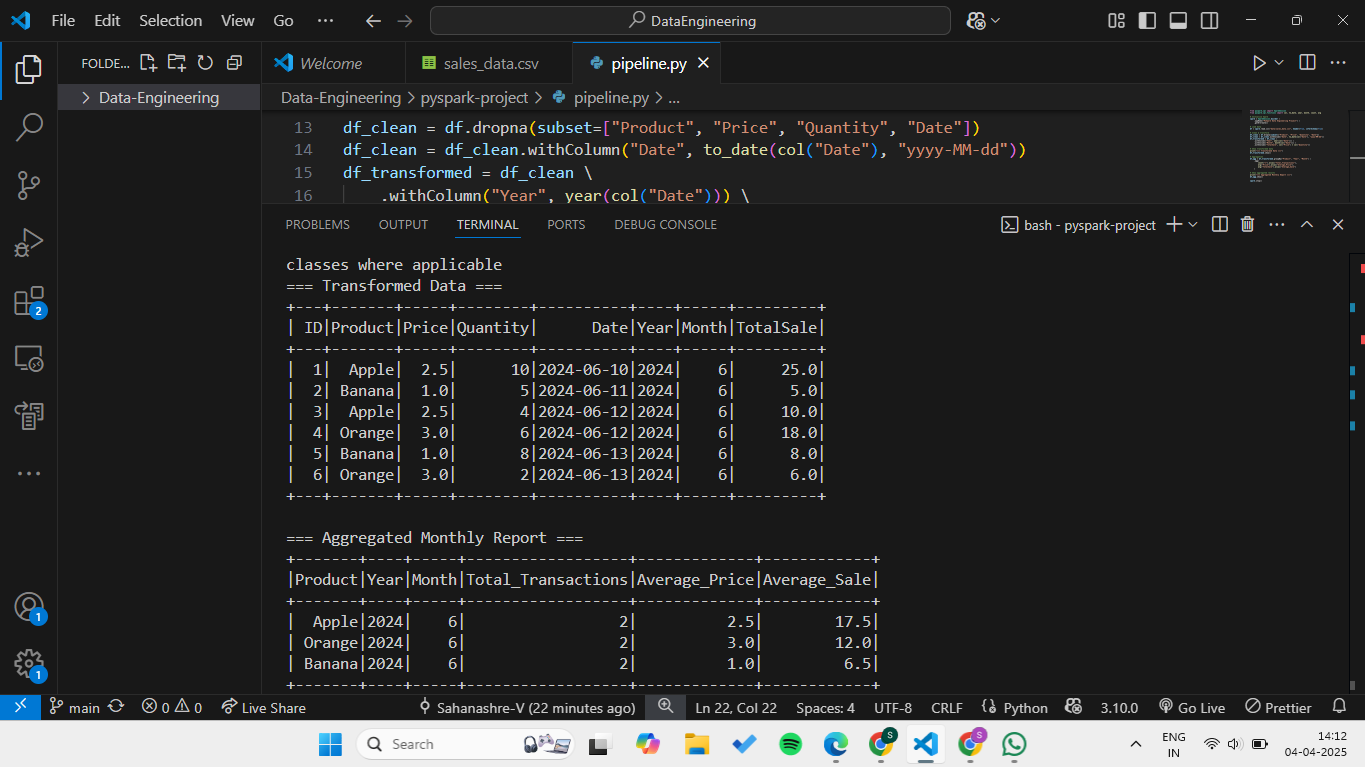 File Edit Selection View Go ··· DataEngineering
FOLDE... Welcome sales_data.csv pipeline.py
Data-Engineering
Data-Engineering > pyspark-project > pipeline.py > ...
13 df_clean = df.dropna(subset=["Product", "Price", "Quantity", "Date"])
14 df_clean = df_clean.withColumn("Date", to_date(col("Date"), "yyyy-MM-dd"))
15 df_transformed = df_clean \
16 .withColumn("Year", year(col("Date"))) \
PROBLEMS OUTPUT TERMINAL PORTS DEBUG CONSOLE bash - pyspark-project
classes where applicable
=== Transformed Data ===
+---+-------+-----+--------+----------+----+-----+---------+
| ID|Product|Price|Quantity|      Date|Year|Month|TotalSale|
+---+-------+-----+--------+----------+----+-----+---------+
|  1|  Apple|  2.5|      10|2024-06-10|2024|    6|     25.0|
|  2| Banana|  1.0|       5|2024-06-11|2024|    6|      5.0|
|  3|  Apple|  2.5|       4|2024-06-12|2024|    6|     10.0|
|  4| Orange|  3.0|       6|2024-06-12|2024|    6|     18.0|
|  5| Banana|  1.0|       8|2024-06-13|2024|    6|      8.0|
|  6| Orange|  3.0|       2|2024-06-13|2024|    6|      6.0|
+---+-------+-----+--------+----------+----+-----+---------+
=== Aggregated Monthly Report ===
+-------+----+-----+------------------+-------------+------------+
|Product|Year|Month|Total_Transactions|Average_Price|Average_Sale|
+-------+----+-----+------------------+-------------+------------+
|  Apple|2024|    6|                 2|          2.5|        17.5|
| Orange|2024|    6|                 2|          3.0|        12.0|
| Banana|2024|    6|                 2|          1.0|         6.5|
+-------+----+-----+------------------+-------------+------------+
2
1
1
main 0 0 Live Share Sahanashre-V (22 minutes ago) Ln 22, Col 22 Spaces: 4 UTF-8 CRLF Python 3.10.0 Go Live Prettier
Search
S
S
ENG
IN
14:12
04-04-2025